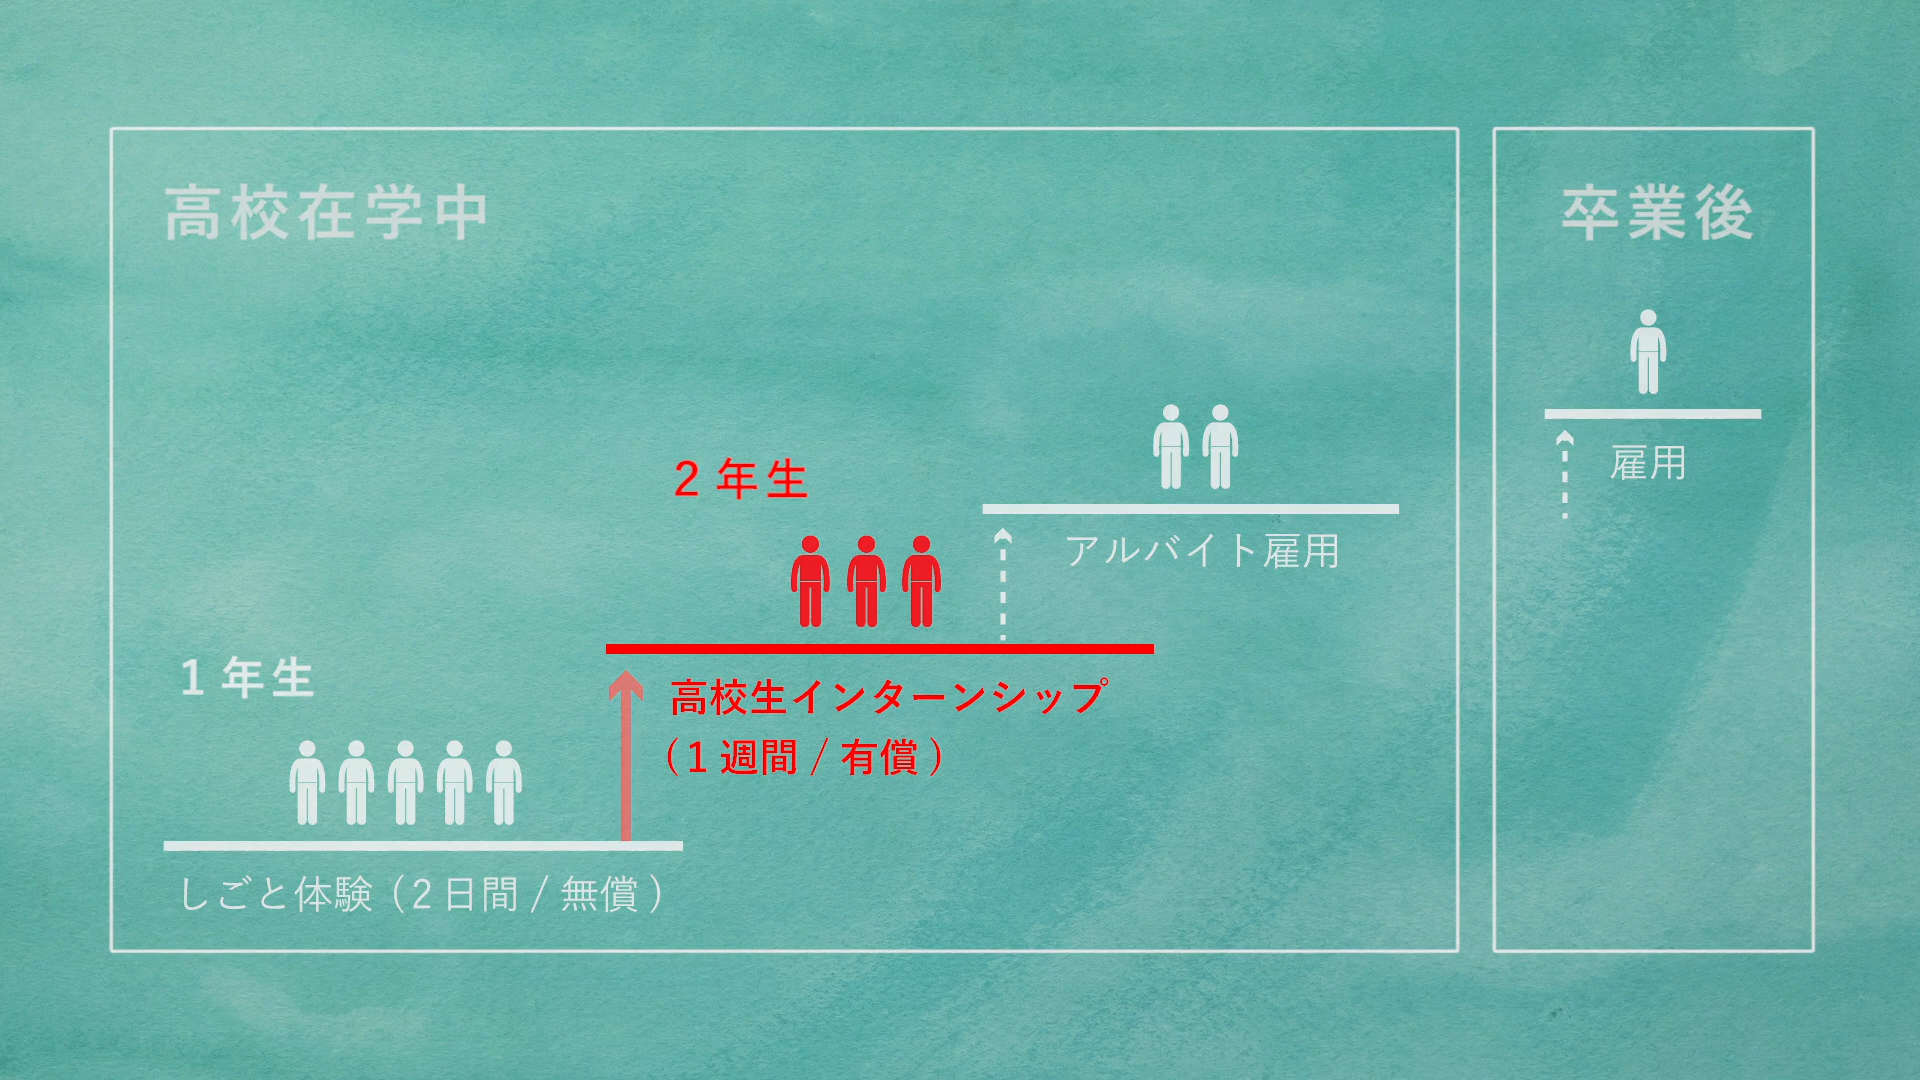 高校在学中
卒業後
雇用
アルバイト雇用
2年生
高校生インターンシップ
(1週間/有償)
1年生
しごと体験(2日間/無償)